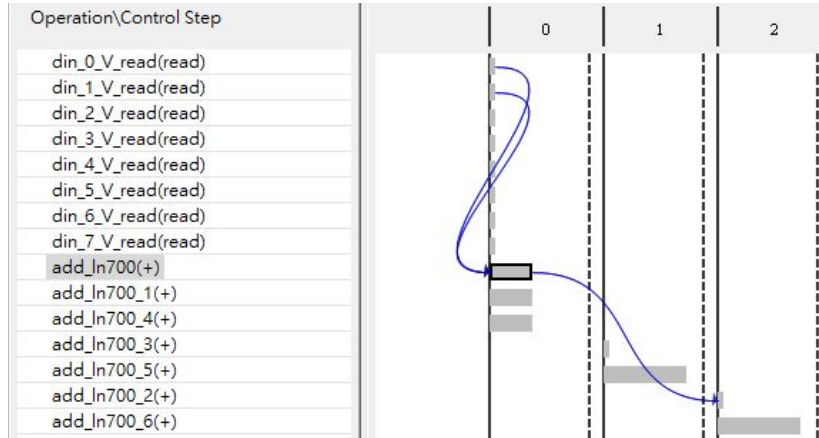 Operation\Control Step 0 1 2
din_0_V_read(read)
din_1_V_read(read)
din_2_V_read(read)
din_3_V_read(read)
din_4_V_read(read)
din_5_V_read(read)
din_6_V_read(read)
din_7_V_read(read)
add_ln700(+)
add_ln700_1(+)
add_ln700_4(+)
add_ln700_3(+)
add_ln700_5(+)
add_ln700_2(+)
add_ln700_6(+)